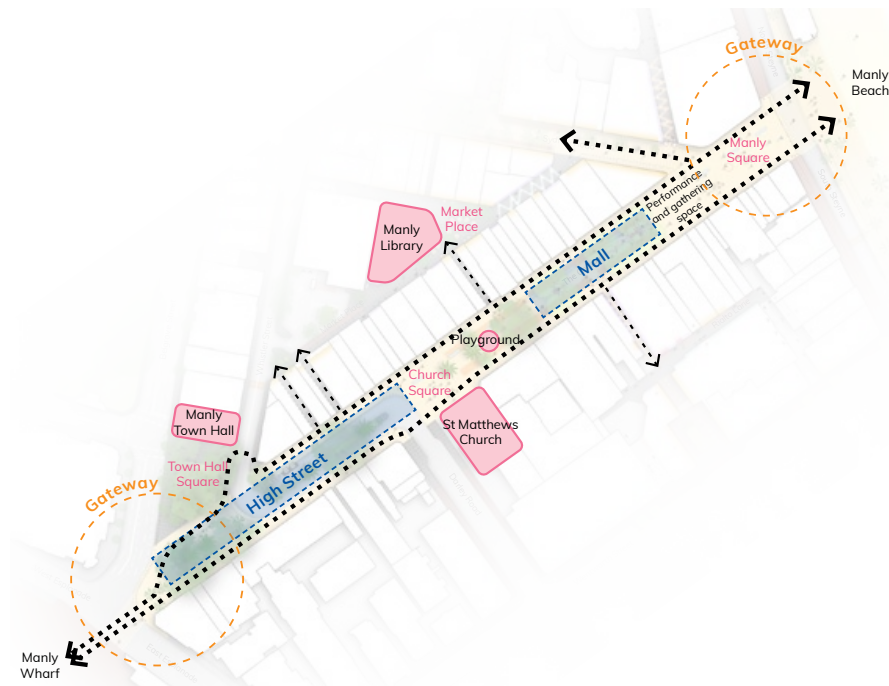 Gateway
Manly
Beach
Manly
Square
Performance
and gathering
space
Market
Place
Manly
Library
Mall
Playground
Church
Square
St Matthews
Church
Manly
Town Hall
Town Hall
Square
High Street
Gateway
Manly
Wharf